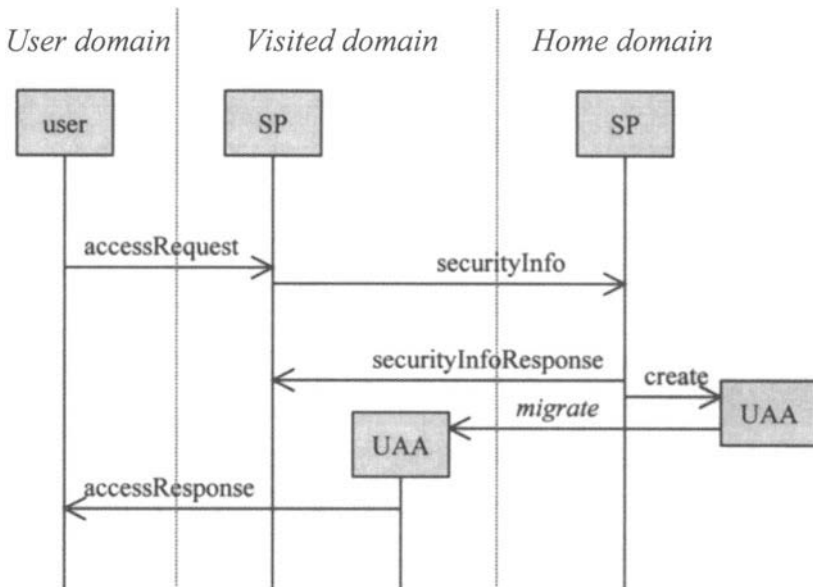 User domain
Visited domain
Home domain
user
SP
SP
accessRequest
securityInfo
securityInfoResponse
create
UAA
migrate
UAA
accessResponse